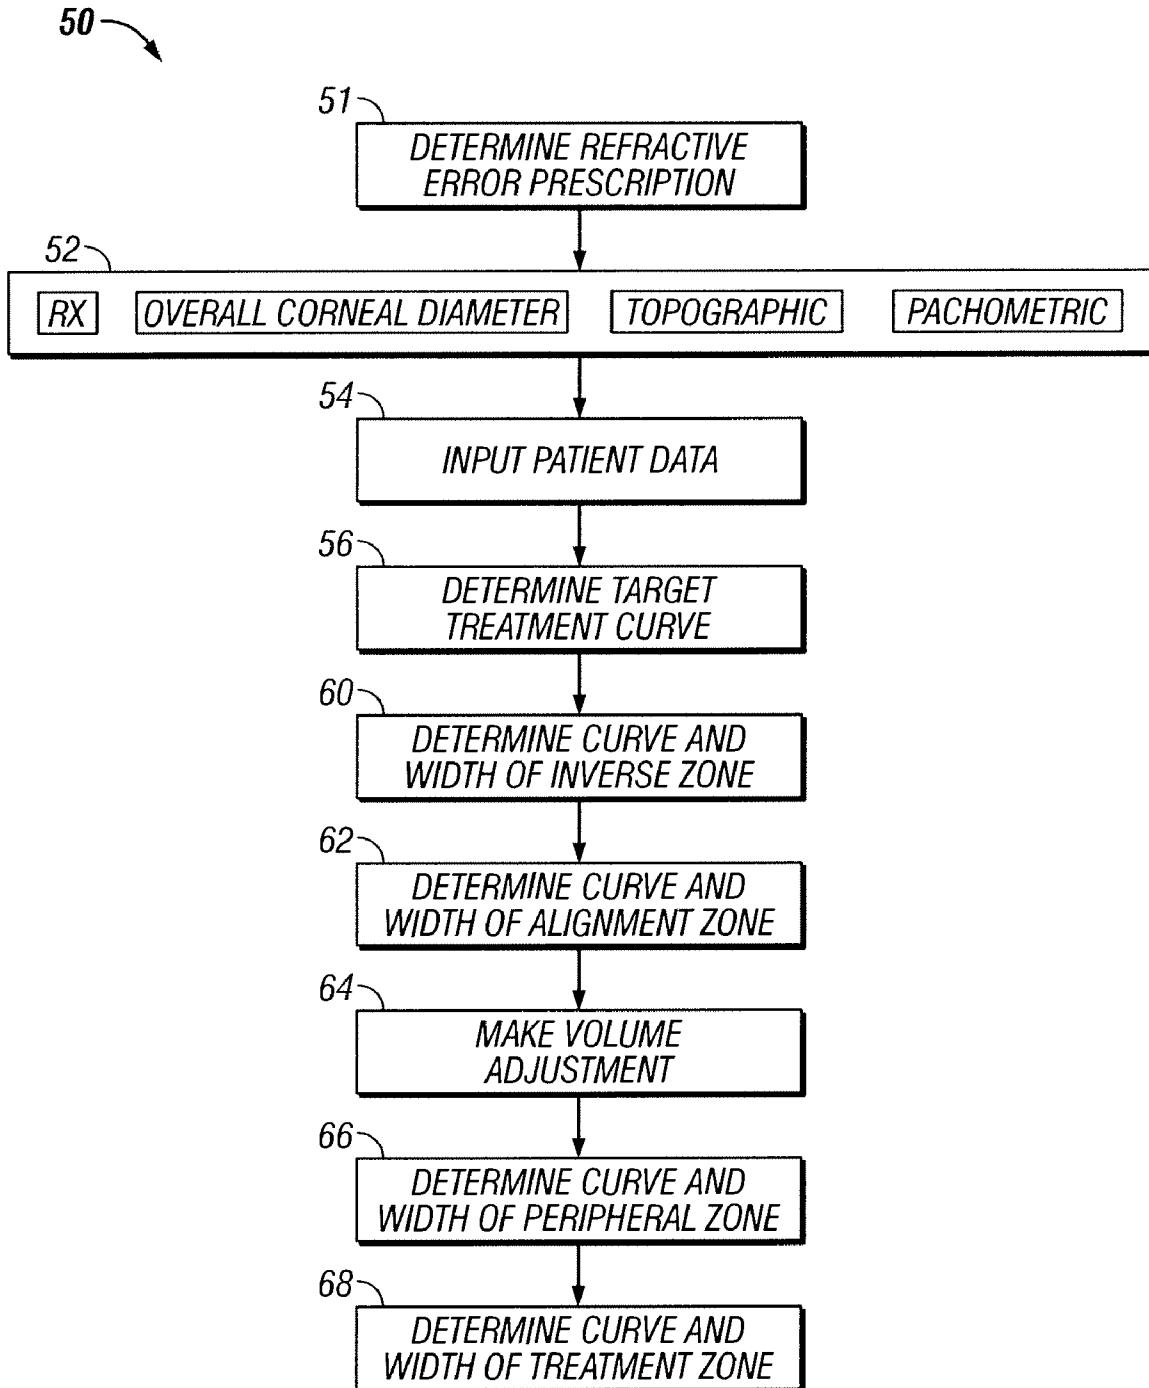 50
51
DETERMINE REFRACTIVE
ERROR PRESCRIPTION
52
RX OVERALL CORNEAL DIAMETER TOPOGRAPHIC PACHOMETRIC
54
INPUT PATIENT DATA
56
DETERMINE TARGET
TREATMENT CURVE
60
DETERMINE CURVE AND
WIDTH OF INVERSE ZONE
62
DETERMINE CURVE AND
WIDTH OF ALIGNMENT ZONE
64
MAKE VOLUME
ADJUSTMENT
66
DETERMINE CURVE AND
WIDTH OF PERIPHERAL ZONE
68
DETERMINE CURVE AND
WIDTH OF TREATMENT ZONE